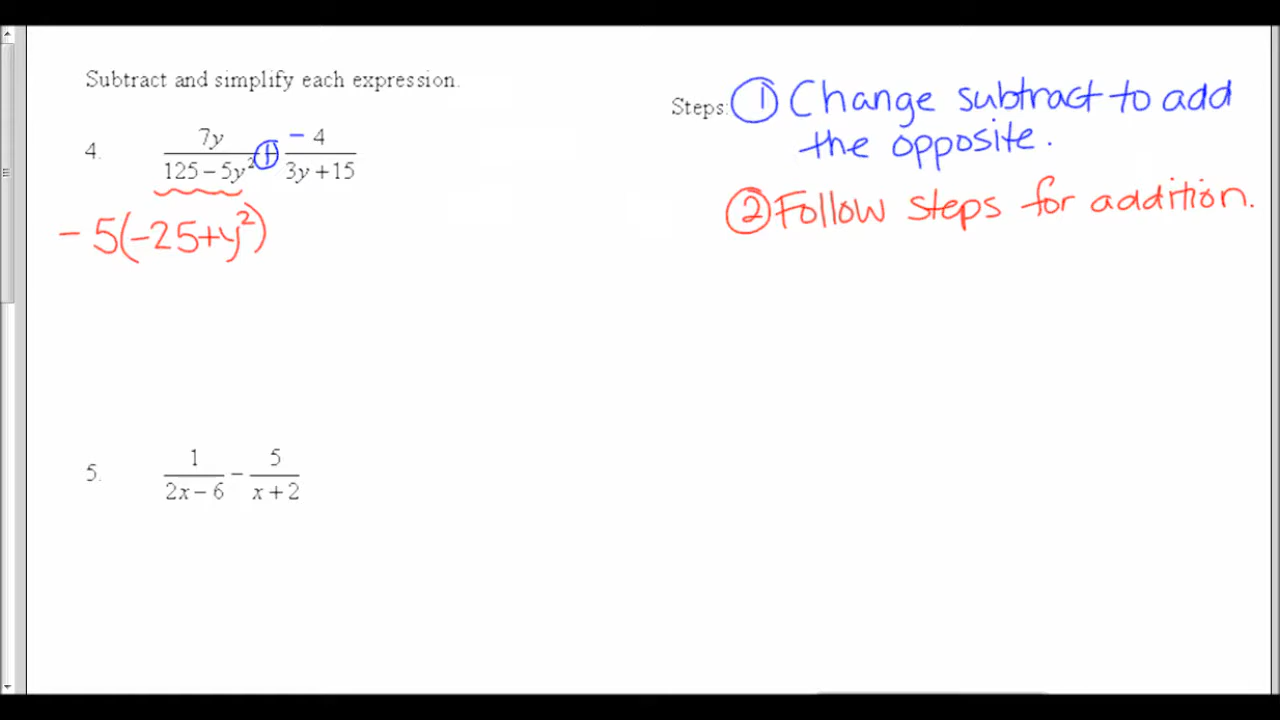 Subtract and simplify each expression.
Steps: ① Change subtract to add
the opposite.
4. 7y/(125 – 5y²) ⊕ –4/(3y + 15)
② Follow steps for addition.
–5(–25+y²)
5. 1/(2x – 6) – 5/(x + 2)